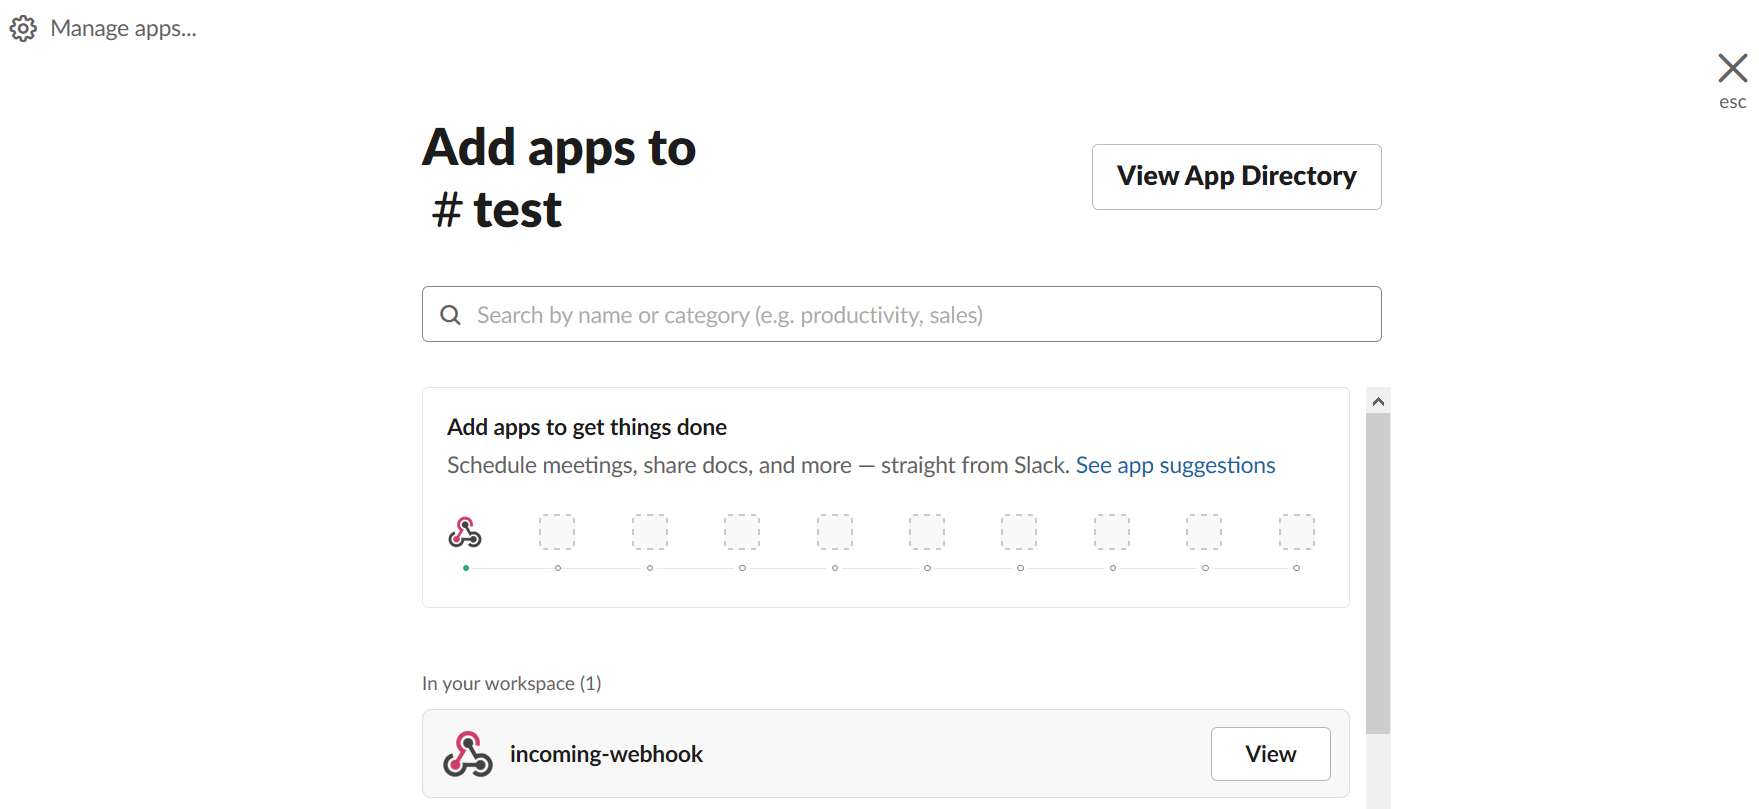 Manage apps...
esc
Add apps to
# test
View App Directory
Search by name or category (e.g. productivity, sales)
Add apps to get things done
Schedule meetings, share docs, and more — straight from Slack. See app suggestions
In your workspace (1)
incoming-webhook
View